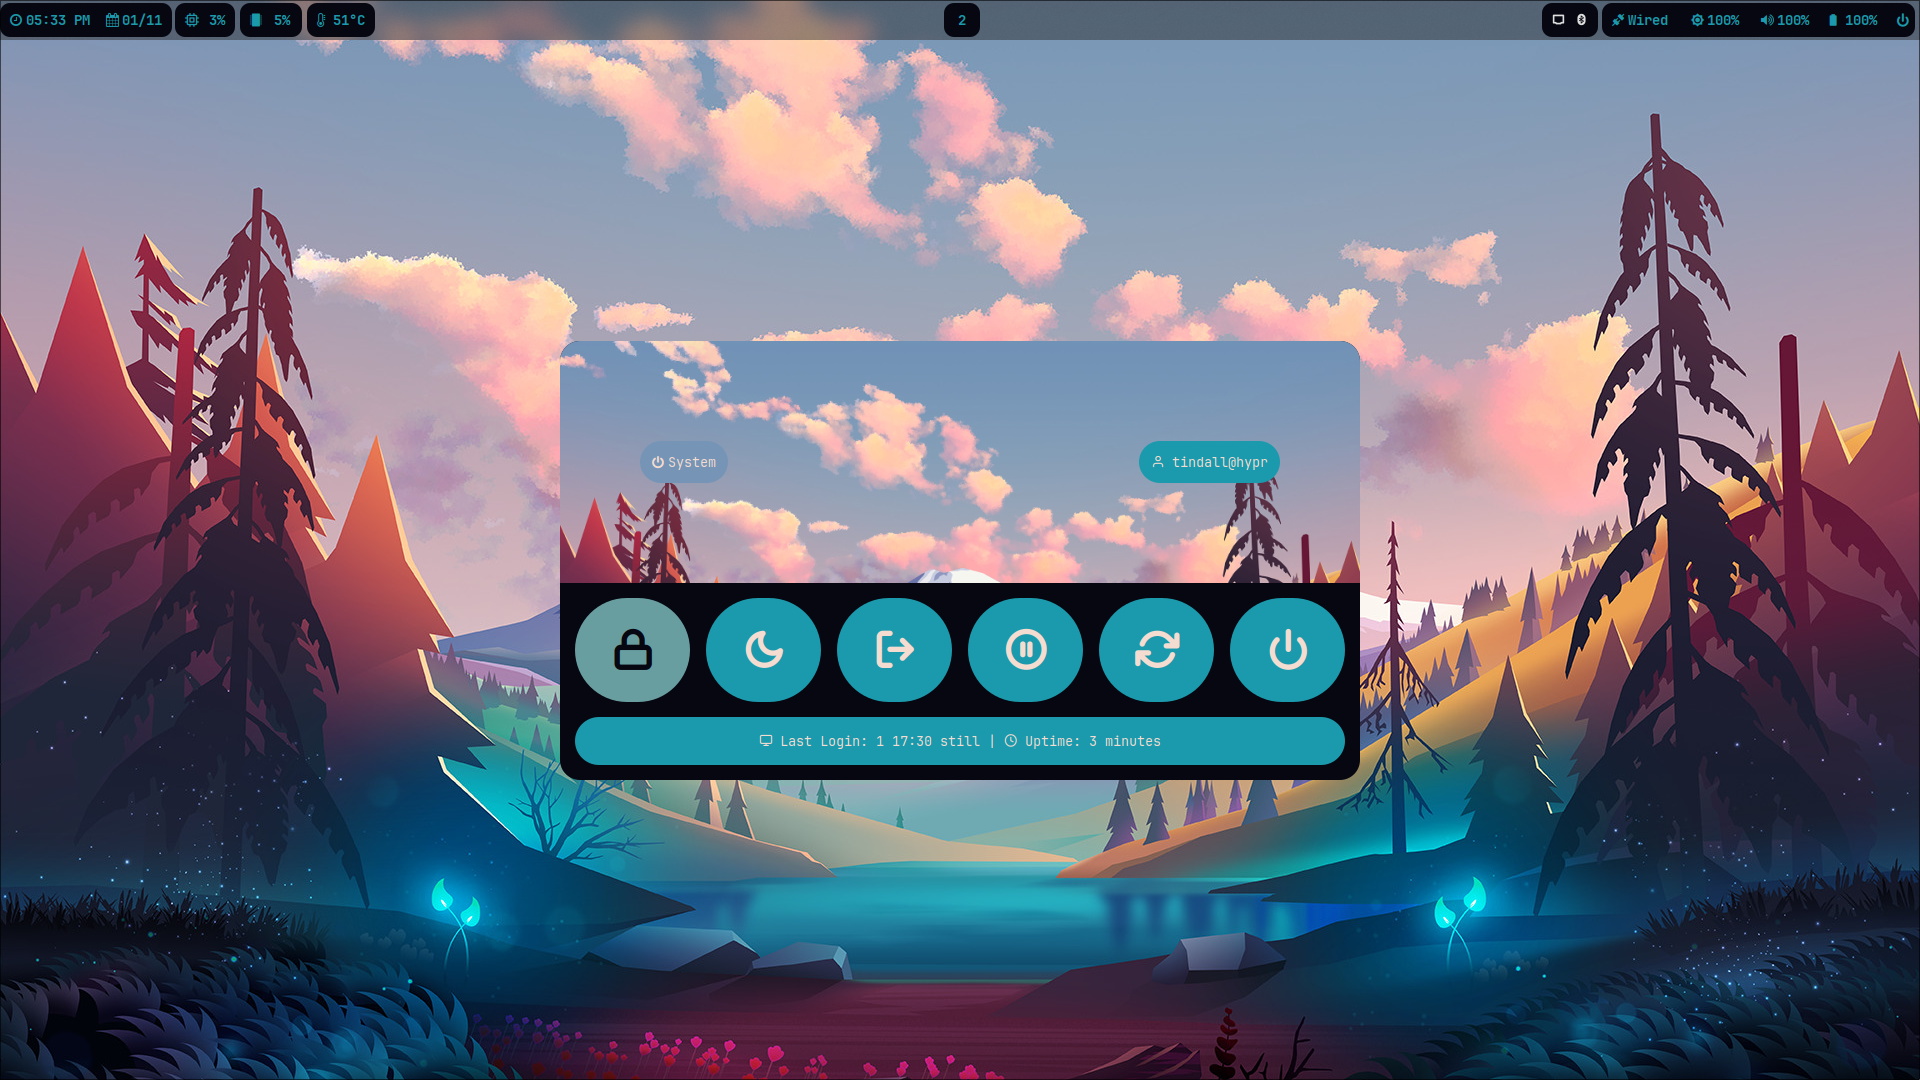 05:33 PM 01/11 3% 5% 51°C 2 Wired 100% 100% 100%
System tindall@hypr
Last Login: 1 17:30 still | Uptime: 3 minutes